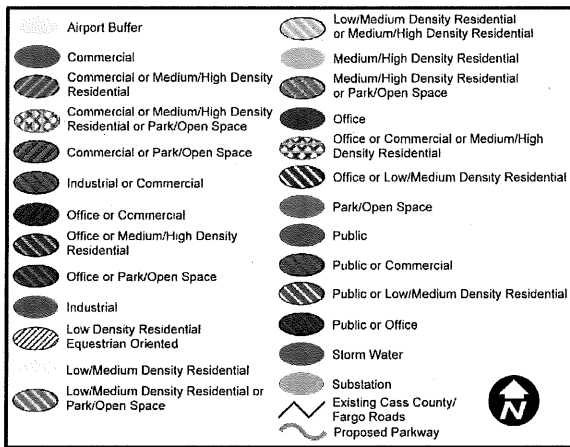 Airport Buffer
Commercial
Commercial or Medium/High Density
Residential
Commercial or Medium/High Density
Residential or Park/Open Space
Commercial or Park/Open Space
Industrial or Commercial
Office or Commercial
Office or Medium/High Density
Residential
Office or Park/Open Space
Industrial
Low Density Residential
Equestrian Oriented
Low/Medium Density Residential
Low/Medium Density Residential or
Park/Open Space
Low/Medium Density Residential
or Medium/High Density Residential
Medium/High Density Residential
Medium/High Density Residential
or Park/Open Space
Office
Office or Commercial or Medium/High
Density Residential
Office or Low/Medium Density Residential
Park/Open Space
Public
Public or Commercial
Public or Low/Medium Density Residential
Public or Office
Storm Water
Substation
Existing Cass County/
Fargo Roads
Proposed Parkway
N